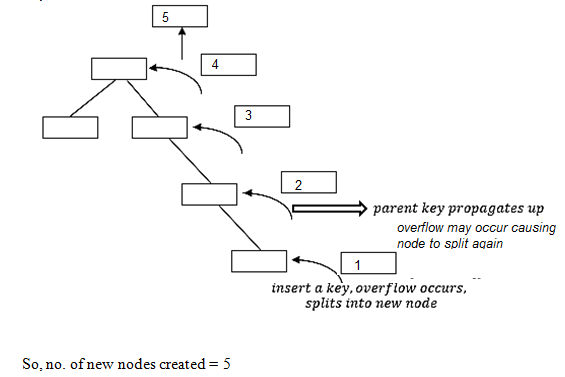 5
4
3
2
parent key propagates up
overflow may occur causing
node to split again
1
insert a key, overflow occurs,
splits into new node
So, no. of new nodes created = 5